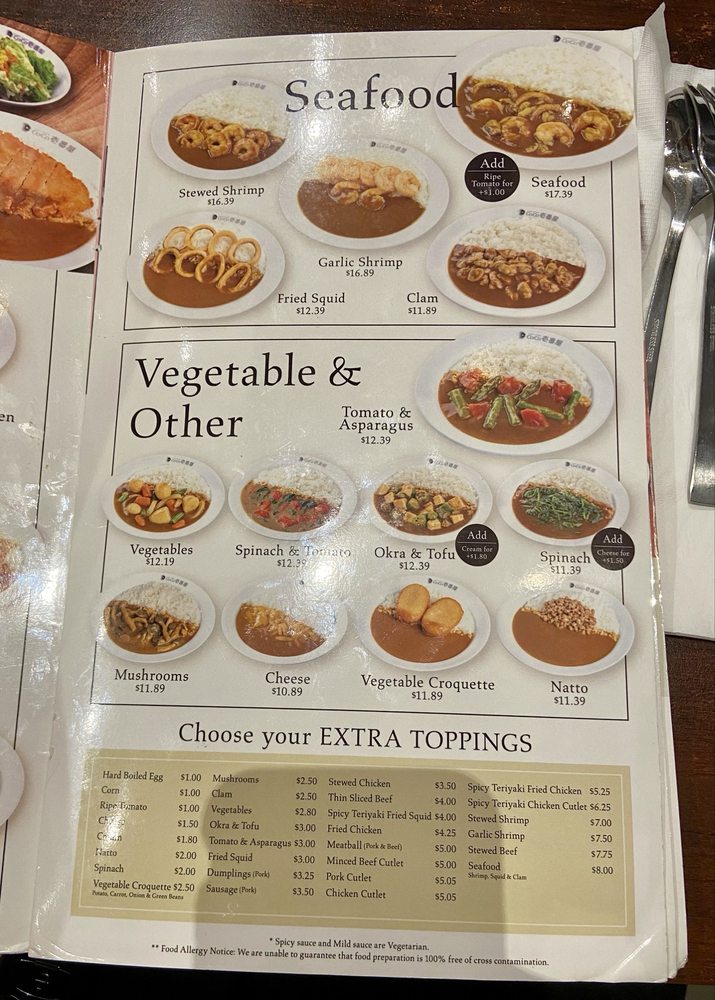 Seafood
Stewed Shrimp
$16.39
Add
Ripe
Tomato for
+$1.00
Seafood
$17.39
Garlic Shrimp
$16.89
Fried Squid
$12.39
Clam
$11.89
Vegetable &
Other
Tomato &
Asparagus
$12.39
Vegetables
$12.19
Spinach & Tomato
$12.39
Okra & Tofu
$12.39
Add
Cream for
+$1.80
Spinach
$11.39
Add
Cheese for
+$1.50
Mushrooms
$11.89
Cheese
$10.89
Vegetable Croquette
$11.89
Natto
$11.39
en
Choose your EXTRA TOPPINGS
Hard Boiled Egg $1.00
Corn $1.00
Ripe Tomato $1.00
Cheese $1.50
Cream $1.80
Natto $2.00
Spinach $2.00
Vegetable Croquette $2.50
Potato, Carrot, Onion & Green Beans
Mushrooms $2.50
Clam $2.50
Vegetables $2.80
Okra & Tofu $3.00
Tomato & Asparagus $3.00
Fried Squid $3.00
Dumplings (Pork) $3.25
Sausage (Pork) $3.50
Stewed Chicken $3.50
Thin Sliced Beef $4.00
Spicy Teriyaki Fried Squid $4.00
Fried Chicken $4.25
Meatball (Pork & Beef) $5.00
Minced Beef Cutlet $5.00
Pork Cutlet $5.05
Chicken Cutlet $5.05
Spicy Teriyaki Fried Chicken $5.25
Spicy Teriyaki Chicken Cutlet $6.25
Stewed Shrimp $7.00
Garlic Shrimp $7.50
Stewed Beef $7.75
Seafood $8.00
Shrimp, Squid & Clam
* Spicy sauce and Mild sauce are Vegetarian.
** Food Allergy Notice: We are unable to guarantee that food preparation is 100% free of cross contamination.